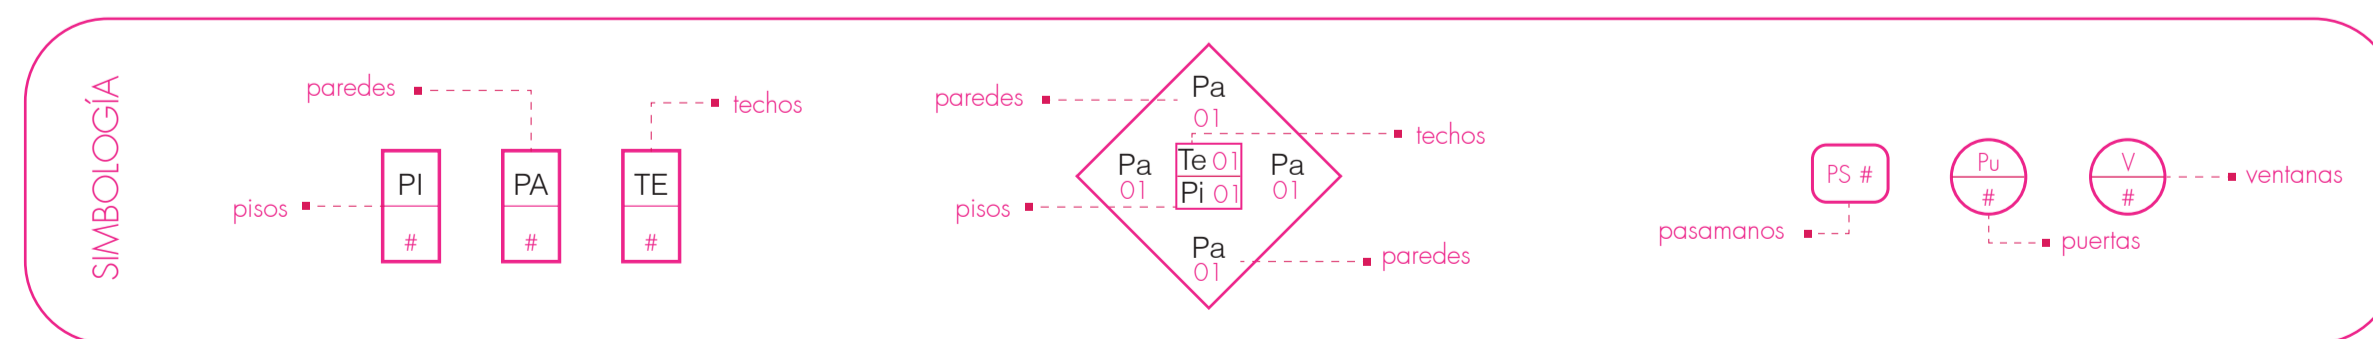 SIMBOLOGÍA
paredes
techos
pisos
PI
#
PA
#
TE
#
paredes
Pa
01
techos
Pa
01
Te 01
Pi 01
Pa
01
pisos
Pa
01
paredes
PS #
pasamanos
Pu
#
puertas
V
#
ventanas